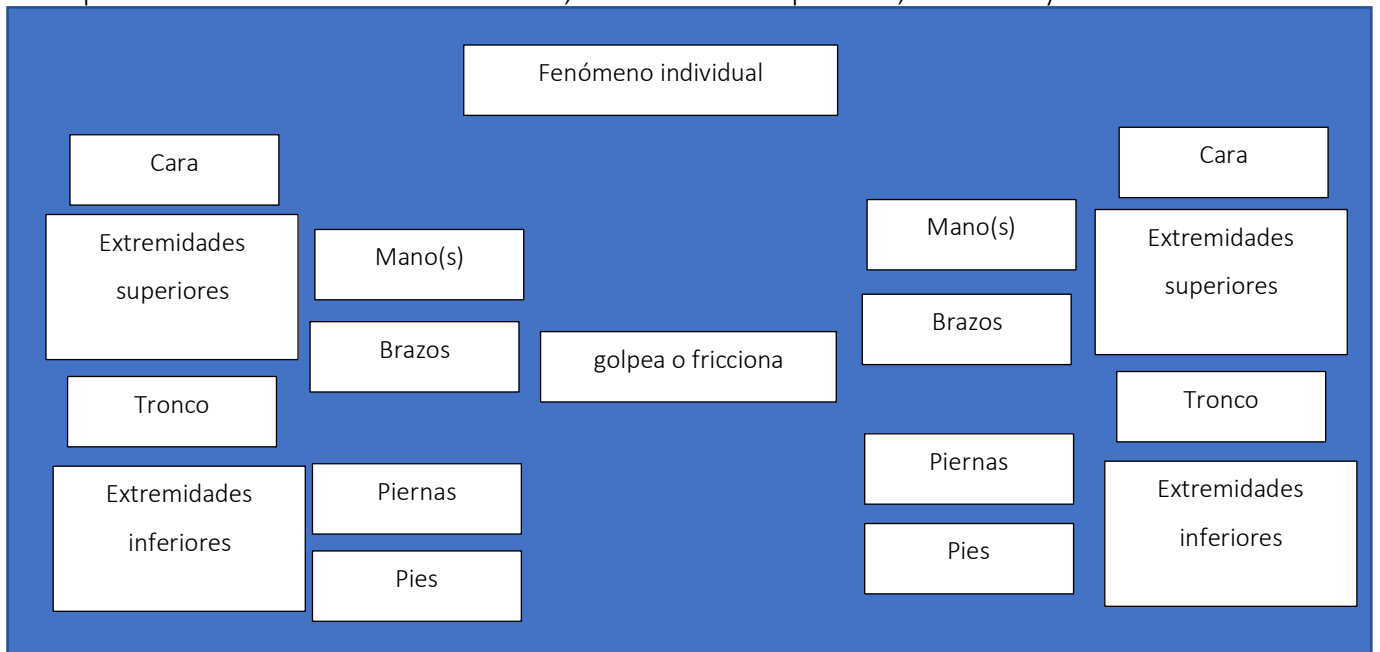 Fenómeno individual
Cara
Extremidades
superiores
Mano(s)
Brazos
Tronco
Extremidades
inferiores
Piernas
Pies
golpea o fricciona
Mano(s)
Brazos
Piernas
Pies
Cara
Extremidades
superiores
Tronco
Extremidades
inferiores